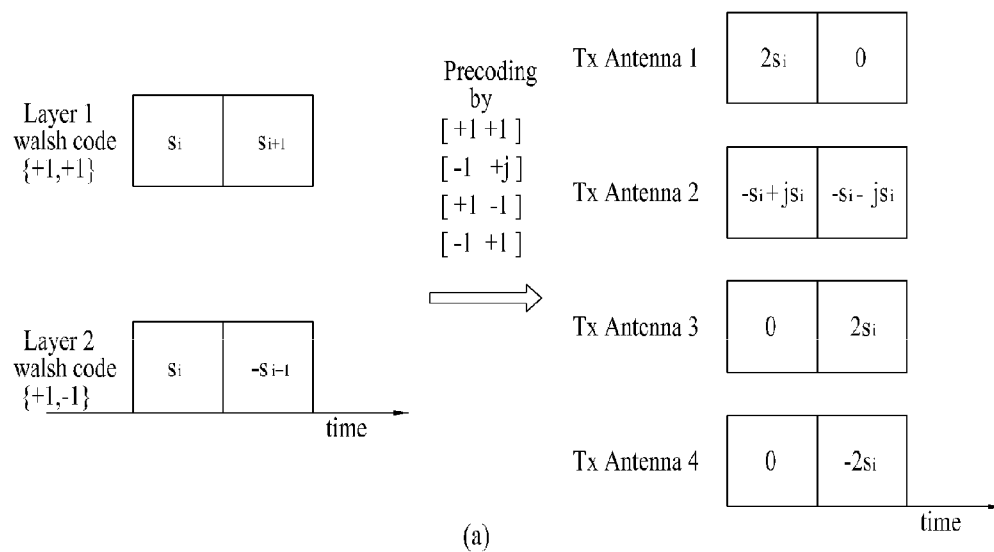 Layer 1
walsh code
{+1,+1}
si
si+1
Layer 2
walsh code
{+1,-1}
si
-si-1
time
Precoding
by
[ +1 +1 ]
[ -1 +j ]
[ +1 -1 ]
[ -1 +1 ]
Tx Antenna 1
2si
0
Tx Antenna 2
-si+ jsi
-si- jsi
Tx Antenna 3
0
2si
Tx Antenna 4
0
-2si
time
(a)